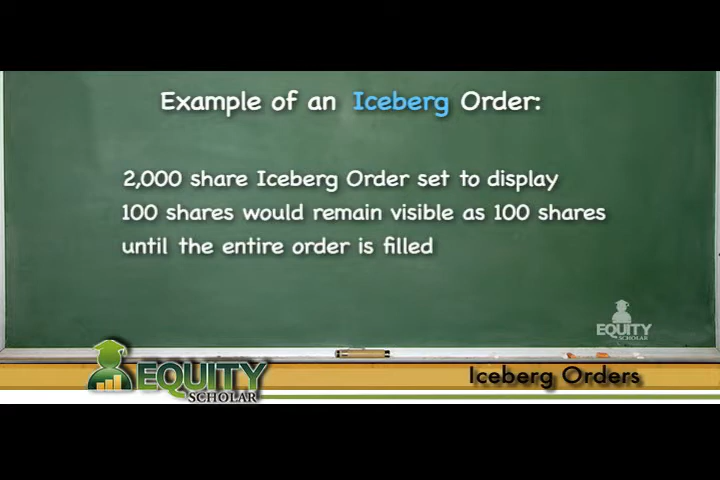 Example of an Iceberg Order:
2,000 share Iceberg Order set to display
100 shares would remain visible as 100 shares
until the entire order is filled
EQUITY
SCHOLAR
EQUITY
SCHOLAR
Iceberg Orders